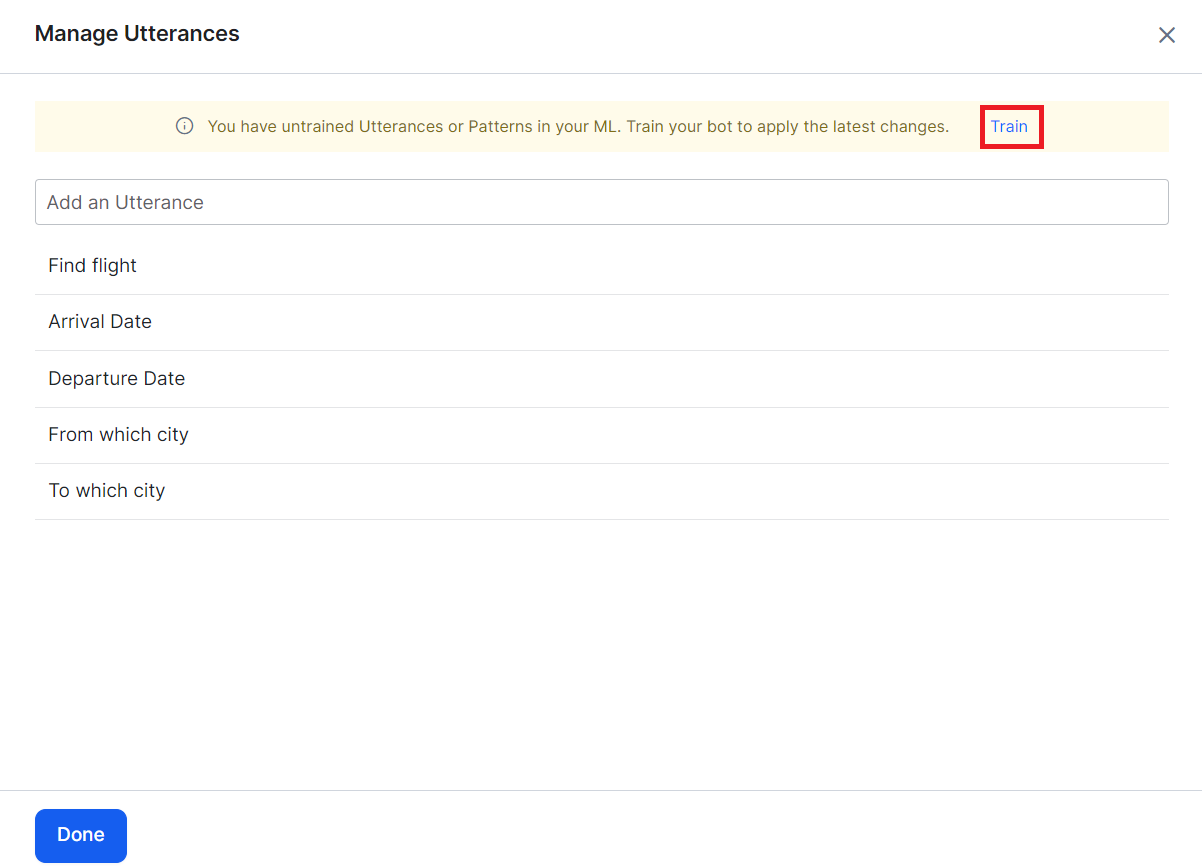 Manage Utterances
You have untrained Utterances or Patterns in your ML. Train your bot to apply the latest changes. Train
Add an Utterance
Find flight
Arrival Date
Departure Date
From which city
To which city
Done